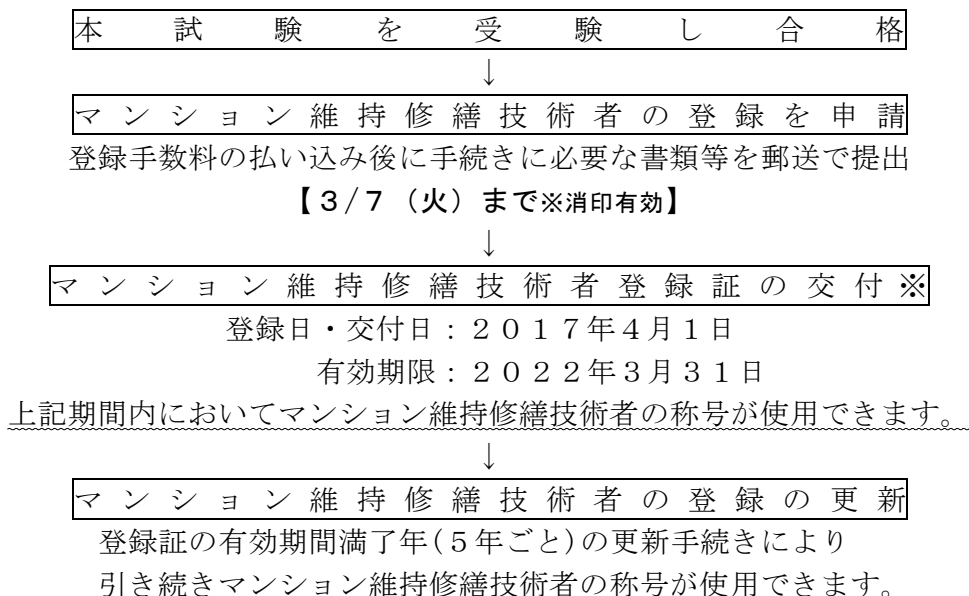 本試験を受験し合格
↓
マンション維持修繕技術者の登録を申請
登録手数料の払い込み後に手続きに必要な書類等を郵送で提出
【３/７（火）まで※消印有効】
↓
マンション維持修繕技術者登録証の交付※
登録日・交付日：２０１７年４月１日
有効期限：２０２２年３月３１日
上記期間内においてマンション維持修繕技術者の称号が使用できます。
↓
マンション維持修繕技術者の登録の更新
登録証の有効期間満了年(５年ごと)の更新手続きにより
引き続きマンション維持修繕技術者の称号が使用できます。